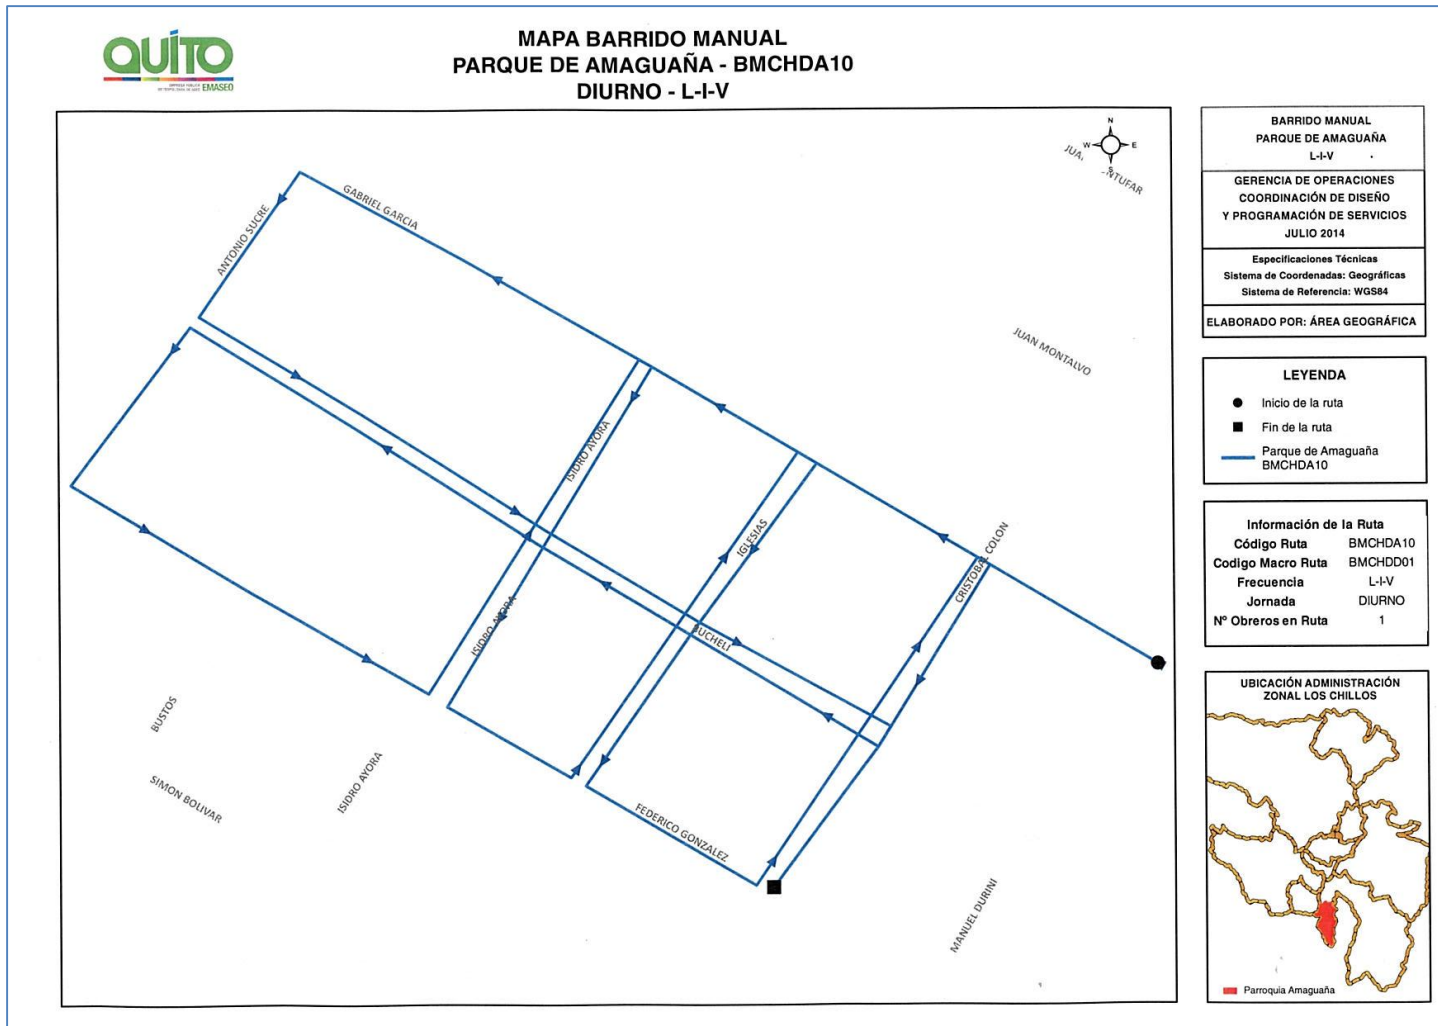 QUITO
EMASEO
MAPA BARRIDO MANUAL
PARQUE DE AMAGUAÑA - BMCHDA10
DIURNO - L-I-V
N
W
E
S
JUAN MONTALVO
GABRIEL GARCIA
ANTONIO SUCRE
ISIDRO AYORA
IGLESIAS
CRISTOBAL COLON
ISIDRO AYORA
BUCHELI
BUSTOS
SIMON BOLIVAR
ISIDRO AYORA
FEDERICO GONZALEZ
MANUEL DURINI
BARRIDO MANUAL
PARQUE DE AMAGUAÑA
L-I-V
GERENCIA DE OPERACIONES
COORDINACIÓN DE DISEÑO
Y PROGRAMACIÓN DE SERVICIOS
JULIO 2014
Especificaciones Técnicas
Sistema de Coordenadas: Geográficas
Sistema de Referencia: WGS84
ELABORADO POR: ÁREA GEOGRÁFICA
LEYENDA
Inicio de la ruta
Fin de la ruta
Parque de Amaguaña
BMCHDA10
Información de la Ruta
Código Ruta BMCHDA10
Codigo Macro Ruta BMCHDD01
Frecuencia L-I-V
Jornada DIURNO
Nº Obreros en Ruta 1
UBICACIÓN ADMINISTRACIÓN
ZONAL LOS CHILLOS
Parroquia Amaguaña